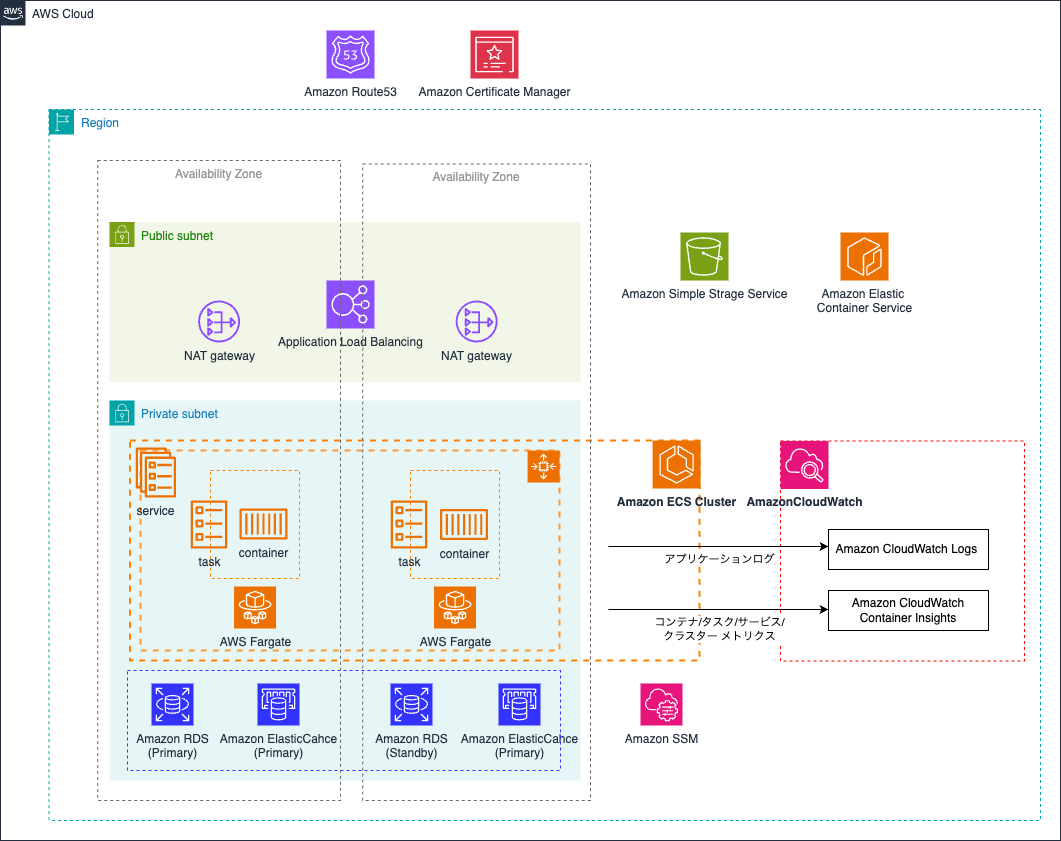 aws
AWS Cloud
53
Amazon Route53
Amazon Certificate Manager
Region
Availability Zone
Availability Zone
Public subnet
NAT gateway
Application Load Balancing
NAT gateway
Amazon Simple Strage Service
Amazon Elastic
Container Service
Private subnet
service
task
container
task
container
AWS Fargate
AWS Fargate
Amazon ECS Cluster
AmazonCloudWatch
アプリケーションログ
Amazon CloudWatch Logs
コンテナ/タスク/サービス/
クラスター メトリクス
Amazon CloudWatch
Container Insights
Amazon RDS
(Primary)
Amazon ElasticCahce
(Primary)
Amazon RDS
(Standby)
Amazon ElasticCahce
(Primary)
Amazon SSM